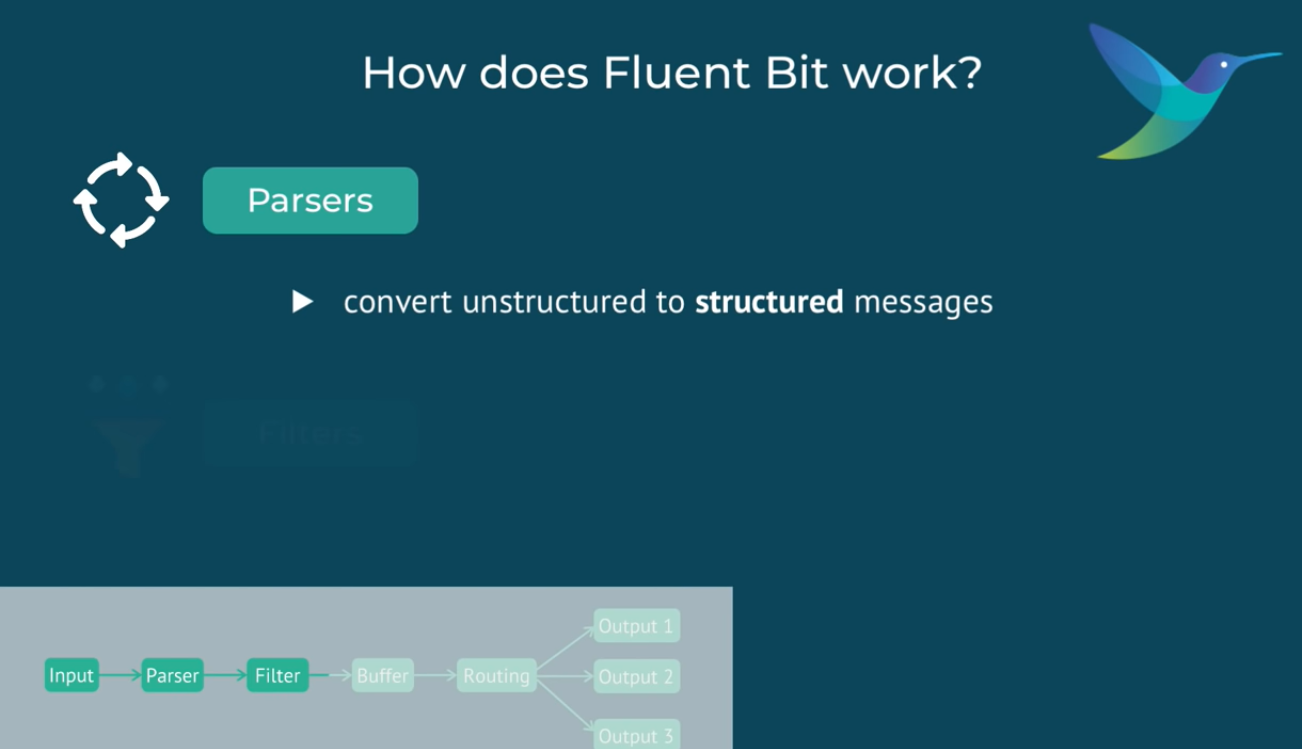 How does Fluent Bit work?
Parsers
convert unstructured to structured messages
Filters
Output 1
Input Parser Filter Buffer Routing Output 2
Output 3